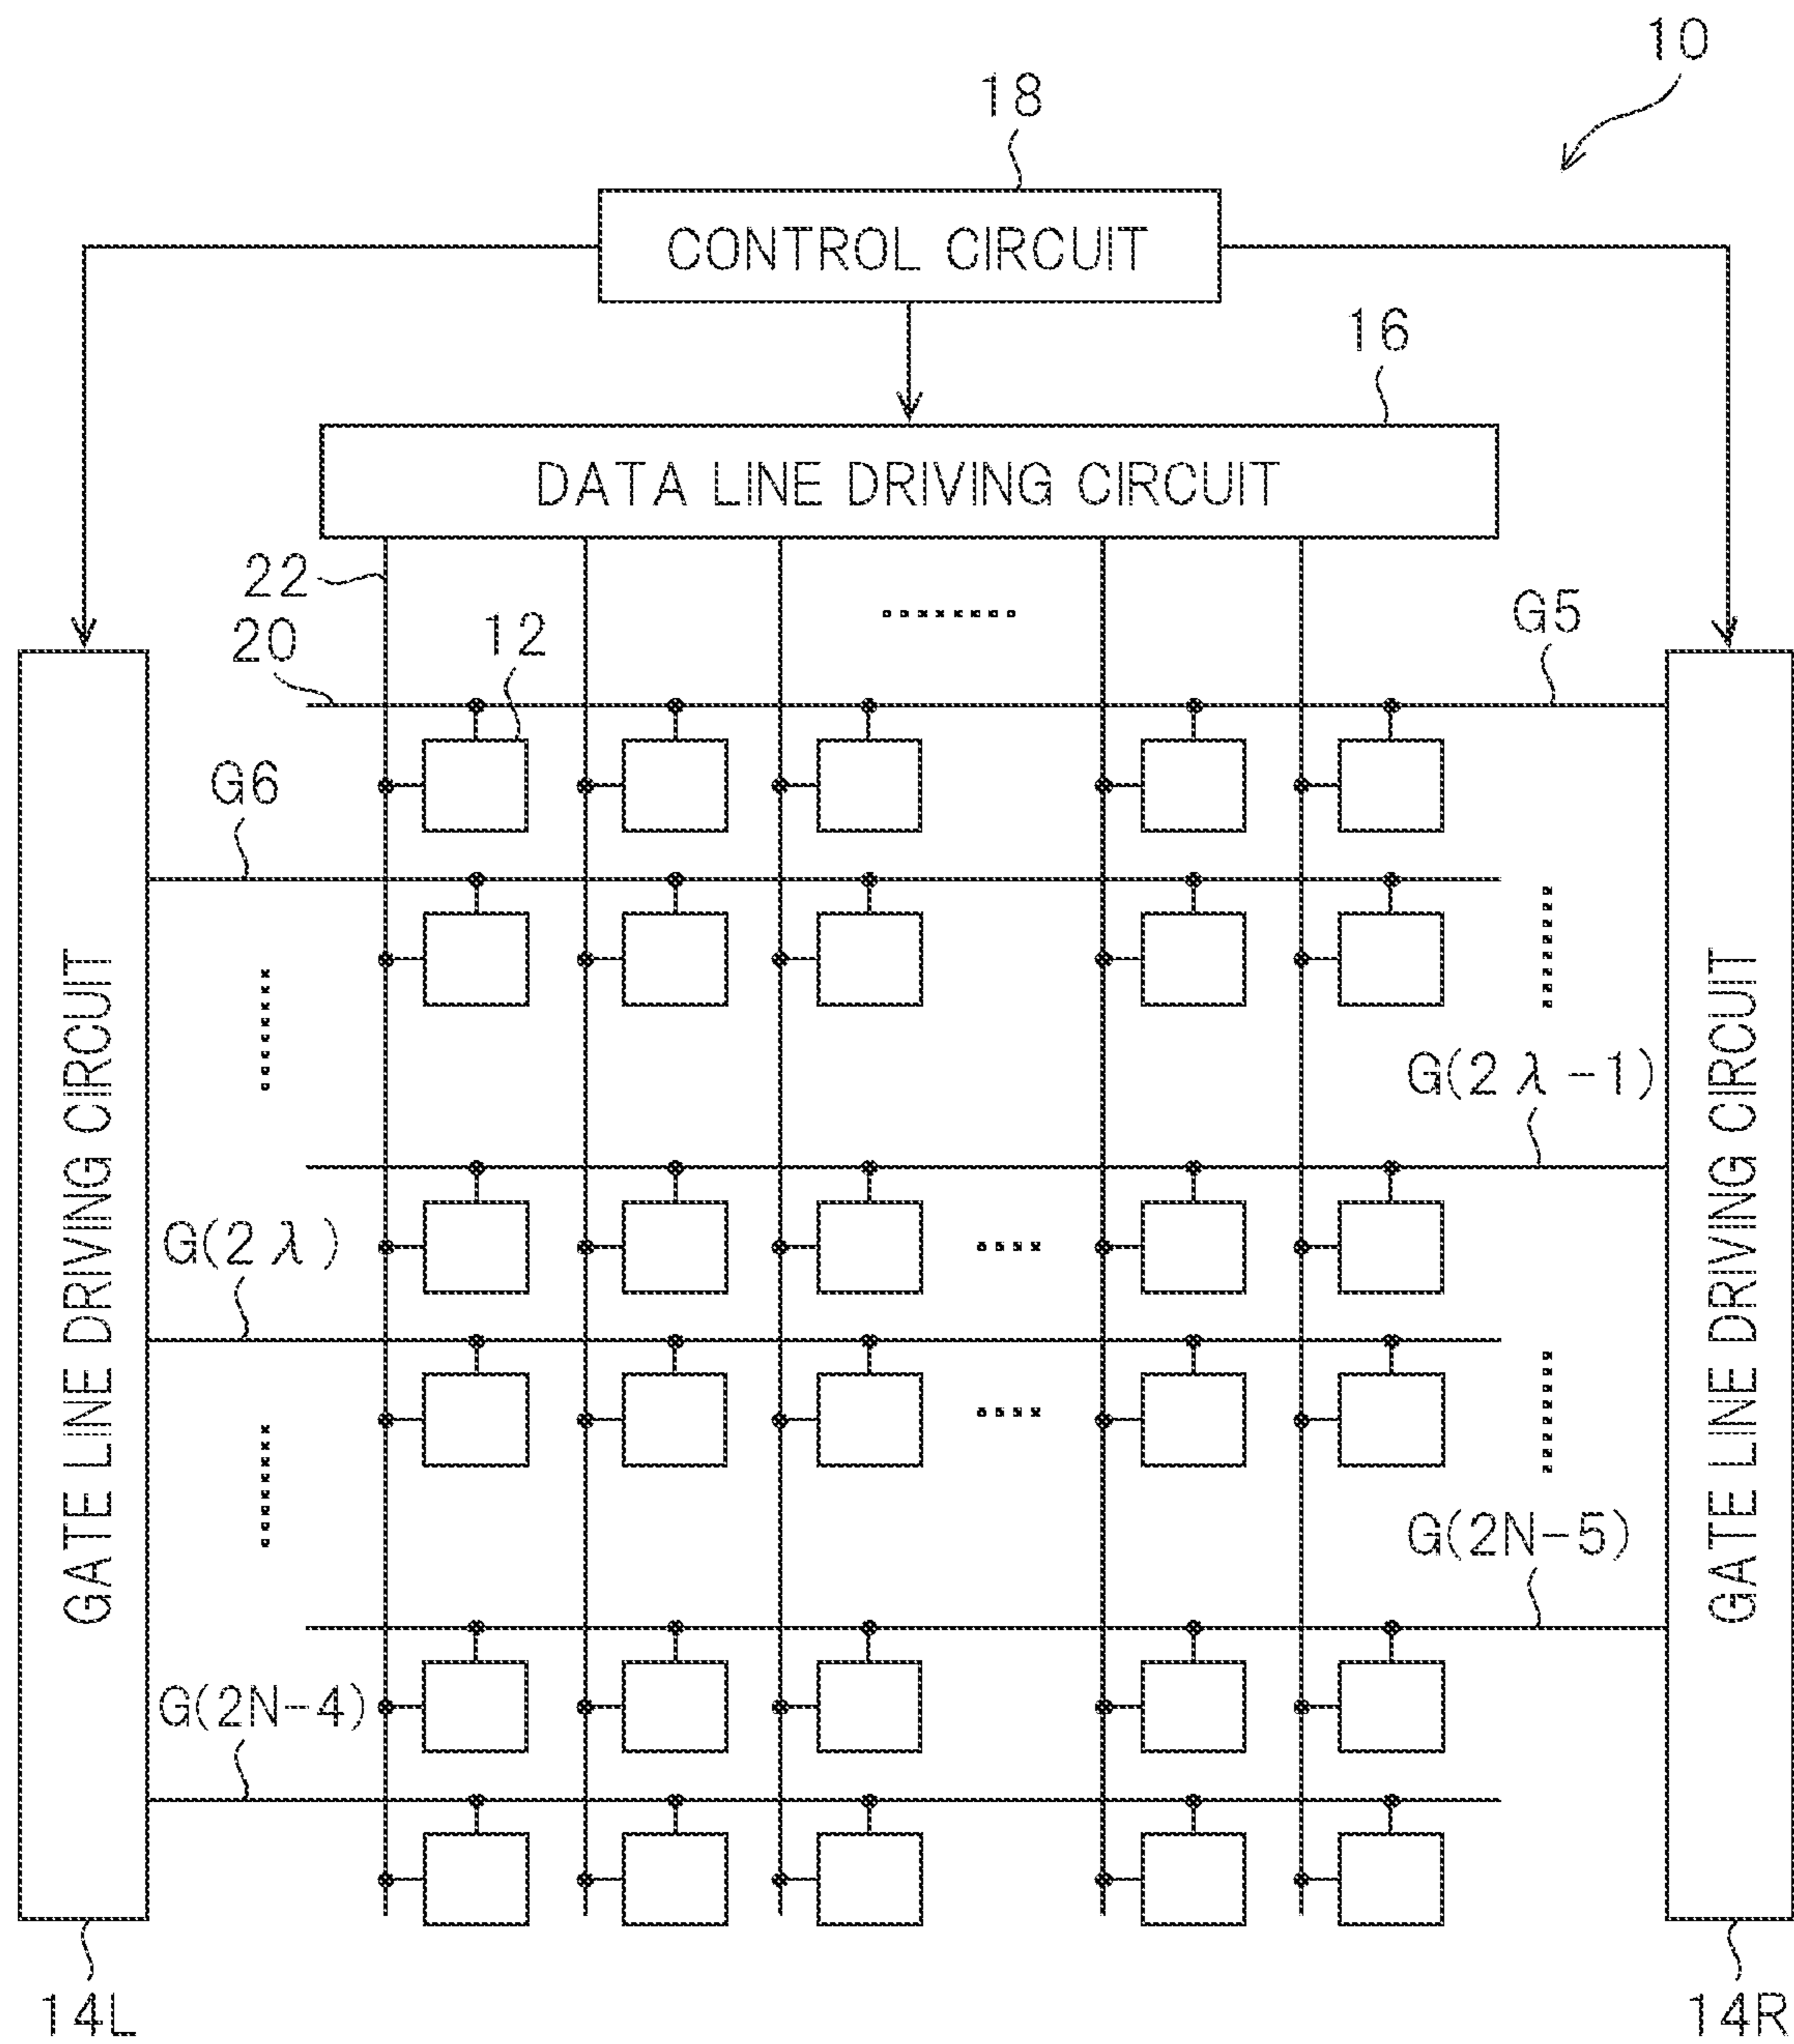 10
18
CONTROL CIRCUIT
16
DATA LINE DRIVING CIRCUIT
22
20
12
G5
G6
G(2λ-1)
G(2λ)
G(2N-5)
G(2N-4)
GATE LINE DRIVING CIRCUIT
GATE LINE DRIVING CIRCUIT
14L
14R